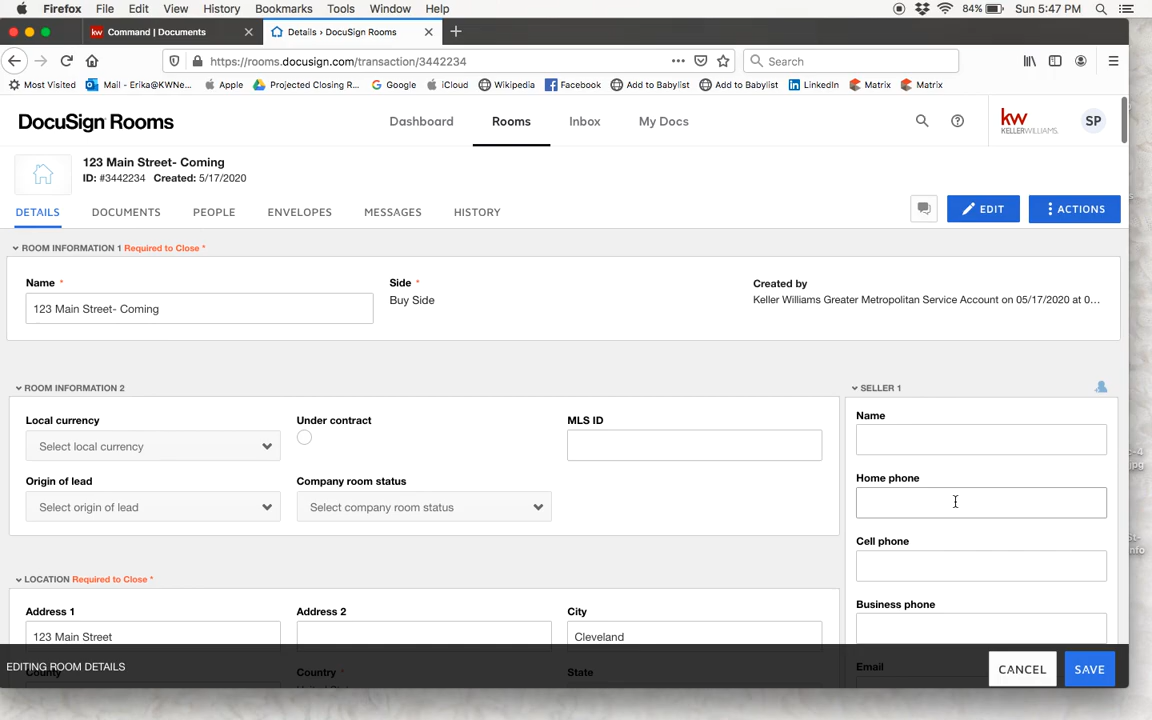 Firefox File Edit View History Bookmarks Tools Window Help 84% Sun 5:47 PM
kw Command | Documents Details › DocuSign Rooms
https://rooms.docusign.com/transaction/3442234 Search
Most Visited Mail - Erika@KWNe... Apple Projected Closing R... Google iCloud Wikipedia Facebook Add to Babylist Add to Babylist LinkedIn Matrix Matrix
DocuSign Rooms Dashboard Rooms Inbox My Docs kw KELLERWILLIAMS. SP
123 Main Street- Coming
ID: #3442234 Created: 5/17/2020
DETAILS DOCUMENTS PEOPLE ENVELOPES MESSAGES HISTORY EDIT ACTIONS
ROOM INFORMATION 1 Required to Close *
Name * Side * Created by
123 Main Street- Coming Buy Side Keller Williams Greater Metropolitan Service Account on 05/17/2020 at 0...
ROOM INFORMATION 2 SELLER 1
Local currency Under contract MLS ID Name
Select local currency
Origin of lead Company room status Home phone
Select origin of lead Select company room status
Cell phone
LOCATION Required to Close *
Address 1 Address 2 City Business phone
123 Main Street Cleveland
EDITING ROOM DETAILS CANCEL SAVE
County Country * State Email